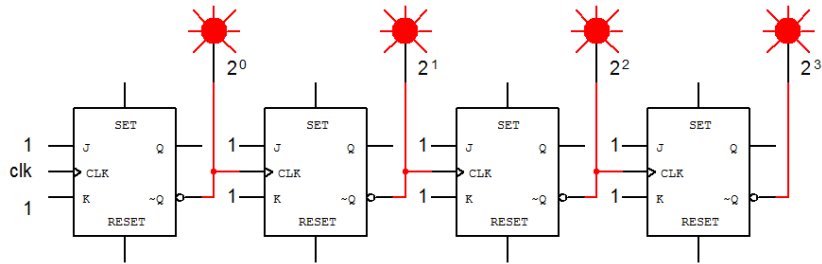 2⁰ 2¹ 2² 2³
SET SET SET SET
1 J Q 1 J Q 1 J Q 1 J Q
clk CLK CLK CLK CLK
1 K ~Q 1 K ~Q 1 K ~Q 1 K ~Q
RESET RESET RESET RESET